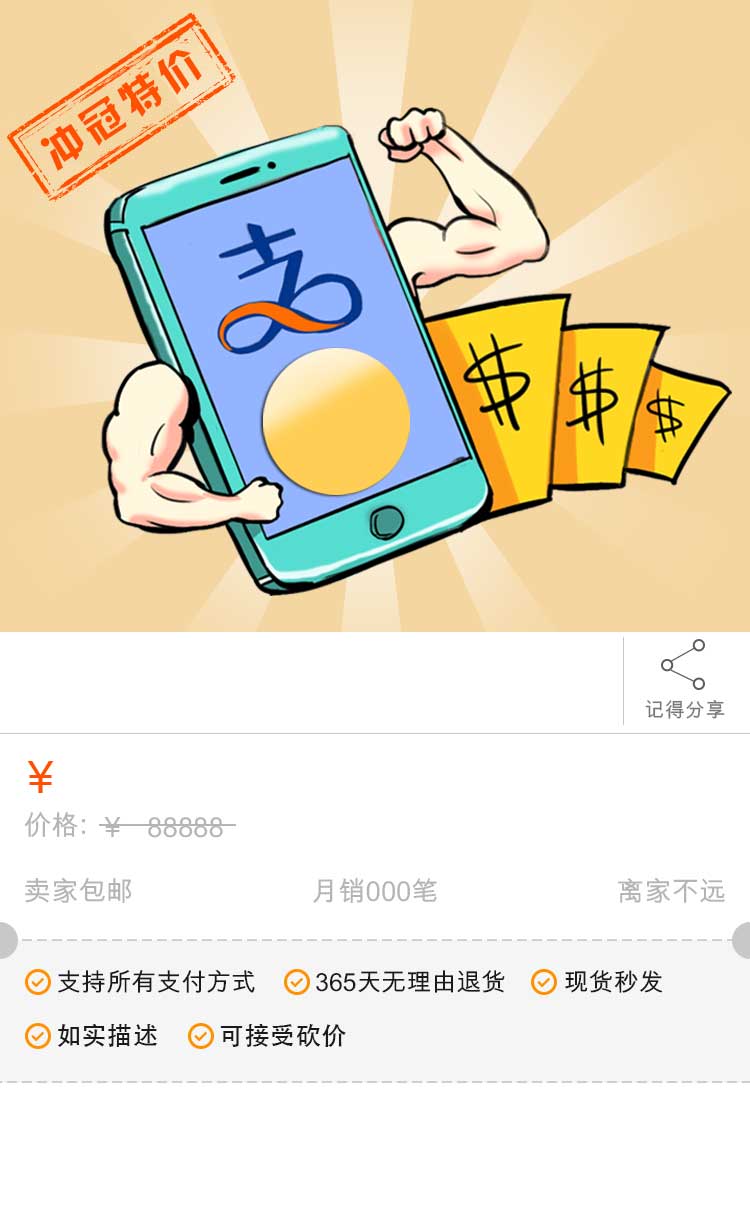 冲冠特价
支
$ $ $
记得分享
¥
价格: ¥ 88888
卖家包邮 月销000笔 离家不远
支持所有支付方式 365天无理由退货 现货秒发
如实描述 可接受砍价